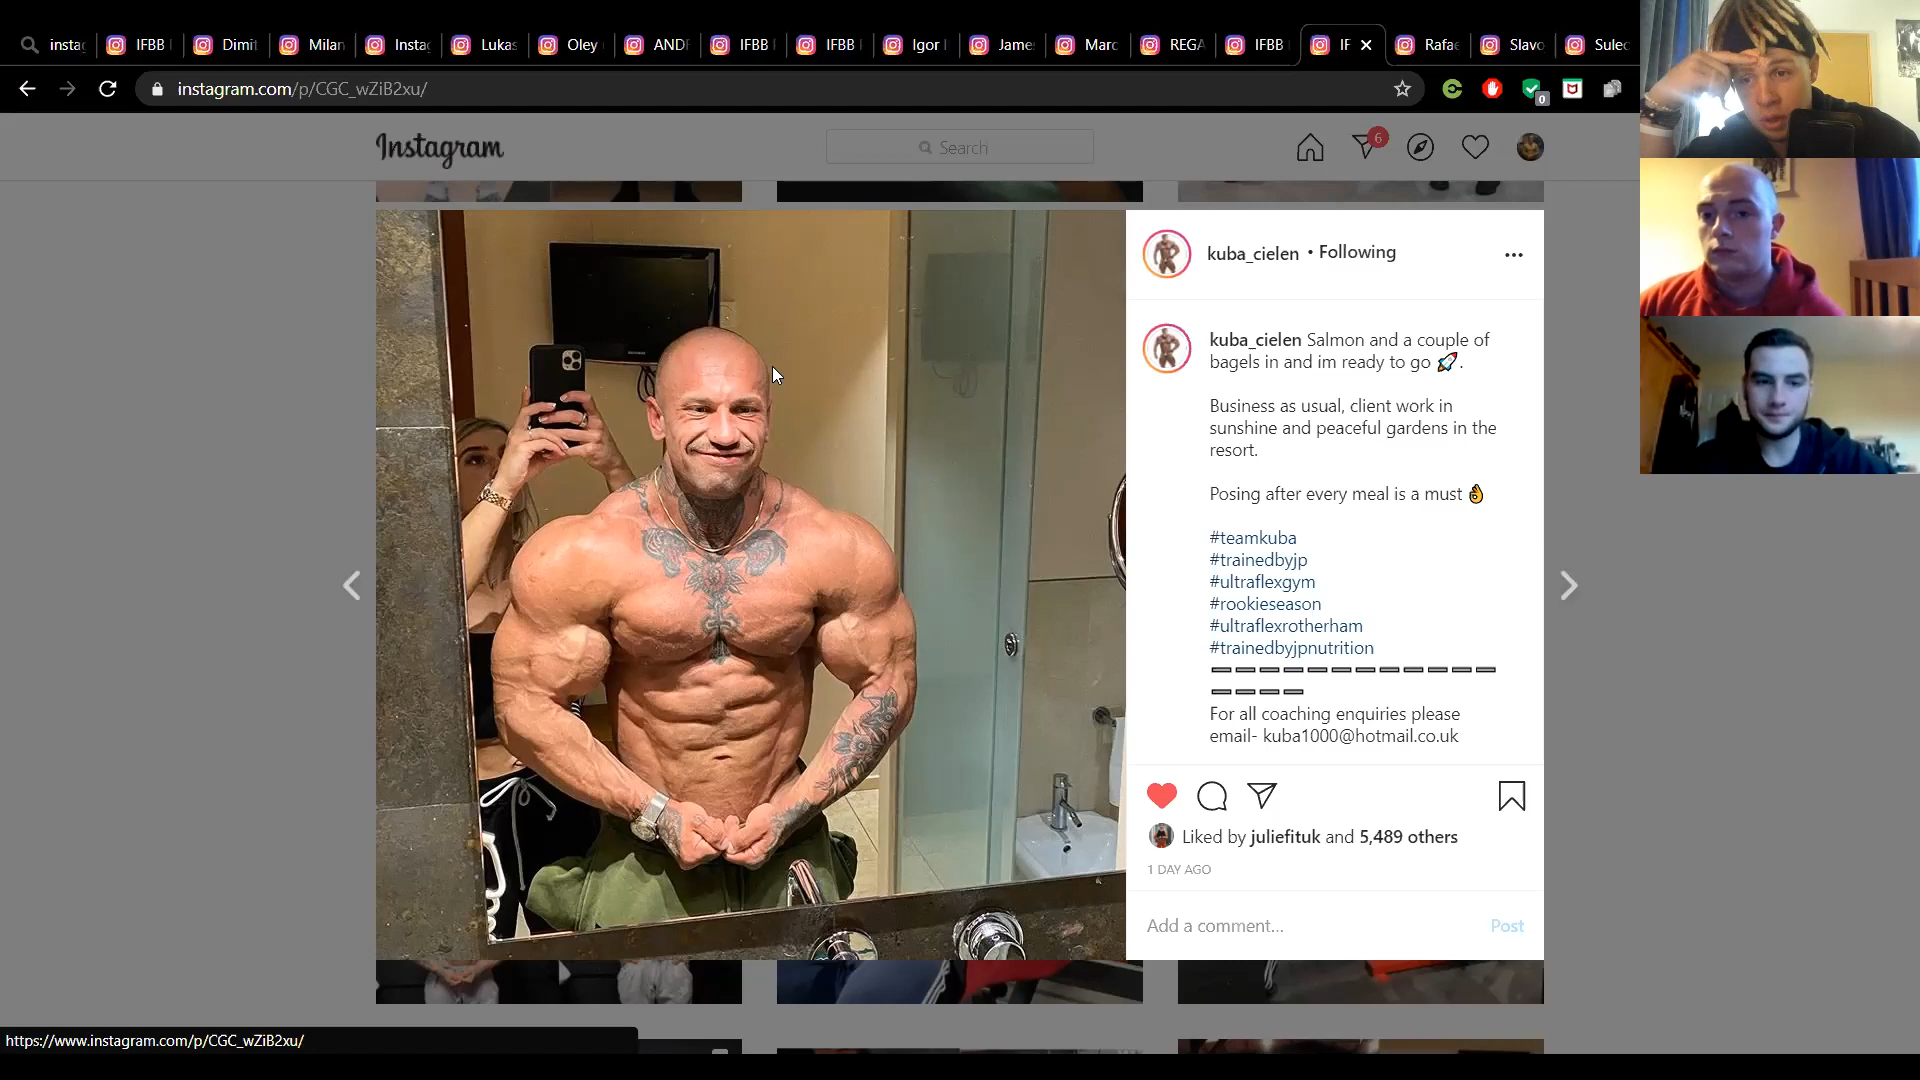 insta
IFBB
Dimit
Milan
Insta
Lukas
Oley
AND
IFBB
IFBB
Igor
Jame
Marc
REGA
IFBB
IF
Rafae
Slavo
Sulec
instagram.com/p/CGC_wZiB2xu/
0
Instagram
Search
6
kuba_cielen • Following
kuba_cielen Salmon and a couple of
bagels in and im ready to go 🚀.
Business as usual, client work in
sunshine and peaceful gardens in the
resort.
Posing after every meal is a must 👌
#teamkuba
#trainedbyjp
#ultraflexgym
#rookieseason
#ultraflexrotherham
#trainedbyjpnutrition
➖➖➖➖➖➖➖➖➖➖➖➖
➖➖➖➖
For all coaching enquiries please
email- kuba1000@hotmail.co.uk
Liked by juliefituk and 5,489 others
1 DAY AGO
Add a comment... Post
https://www.instagram.com/p/CGC_wZiB2xu/